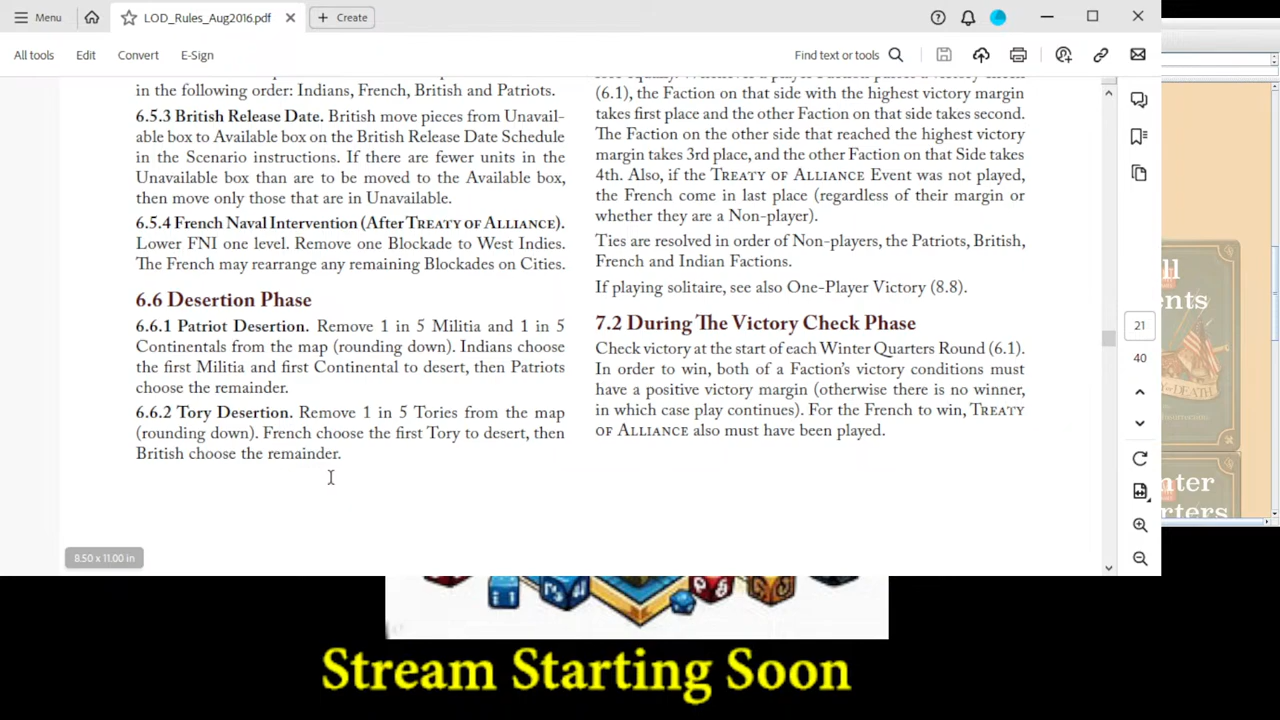 Menu
LOD_Rules_Aug2016.pdf
Create
All tools
Edit
Convert
E-Sign
Find text or tools
in the following order: Indians, French, British and Patriots.
6.5.3 British Release Date. British move pieces from Unavail-
able box to Available box on the British Release Date Schedule
in the Scenario instructions. If there are fewer units in the
Unavailable box than are to be moved to the Available box,
then move only those that are in Unavailable.
6.5.4 French Naval Intervention (After TREATY OF ALLIANCE).
Lower FNI one level. Remove one Blockade to West Indies.
The French may rearrange any remaining Blockades on Cities.
6.6 Desertion Phase
6.6.1 Patriot Desertion. Remove 1 in 5 Militia and 1 in 5
Continentals from the map (rounding down). Indians choose
the first Militia and first Continental to desert, then Patriots
choose the remainder.
6.6.2 Tory Desertion. Remove 1 in 5 Tories from the map
(rounding down). French choose the first Tory to desert, then
British choose the remainder.
8.50 x 11.00 in
(6.1), the Faction on that side with the highest victory margin
takes first place and the other Faction on that side takes second.
The Faction on the other side that reached the highest victory
margin takes 3rd place, and the other Faction on that Side takes
4th. Also, if the TREATY OF ALLIANCE Event was not played,
the French come in last place (regardless of their margin or
whether they are a Non-player).
Ties are resolved in order of Non-players, the Patriots, British,
French and Indian Factions.
If playing solitaire, see also One-Player Victory (8.8).
7.2 During The Victory Check Phase
Check victory at the start of each Winter Quarters Round (6.1).
In order to win, both of a Faction's victory conditions must
have a positive victory margin (otherwise there is no winner,
in which case play continues). For the French to win, TREATY
OF ALLIANCE also must have been played.
21
40
Stream Starting Soon